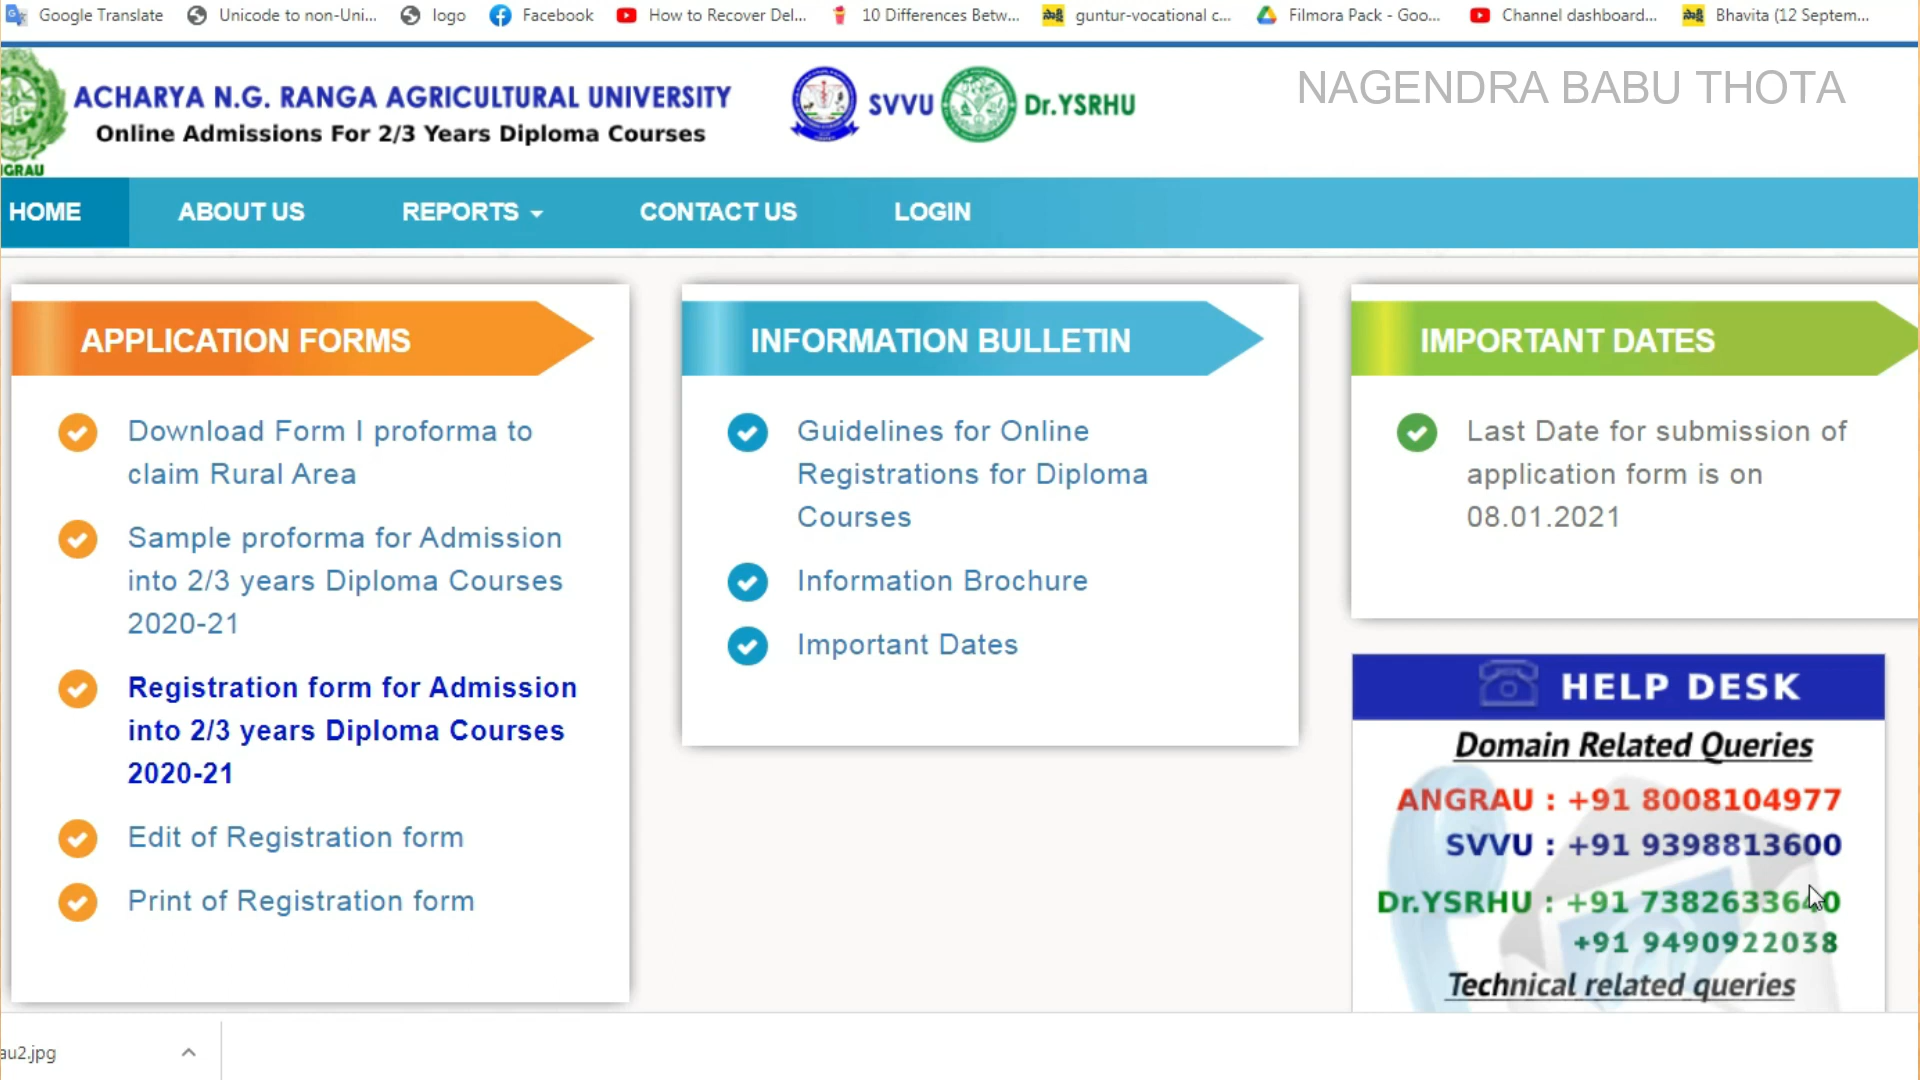 Google Translate Unicode to non-Uni... logo Facebook How to Recover Del... 10 Differences Betw... guntur-vocational c... Filmora Pack - Goo... Channel dashboard... Bhavita (12 Septem...
ACHARYA N.G. RANGA AGRICULTURAL UNIVERSITY
Online Admissions For 2/3 Years Diploma Courses
GRAU
SVVU
Dr.YSRHU
NAGENDRA BABU THOTA
HOME ABOUT US REPORTS CONTACT US LOGIN
APPLICATION FORMS
Download Form I proforma to
claim Rural Area
Sample proforma for Admission
into 2/3 years Diploma Courses
2020-21
Registration form for Admission
into 2/3 years Diploma Courses
2020-21
Edit of Registration form
Print of Registration form
INFORMATION BULLETIN
Guidelines for Online
Registrations for Diploma
Courses
Information Brochure
Important Dates
IMPORTANT DATES
Last Date for submission of
application form is on
08.01.2021
HELP DESK
Domain Related Queries
ANGRAU : +91 8008104977
SVVU : +91 9398813600
Dr.YSRHU : +91 7382633640
+91 9490922038
Technical related queries
au2.jpg